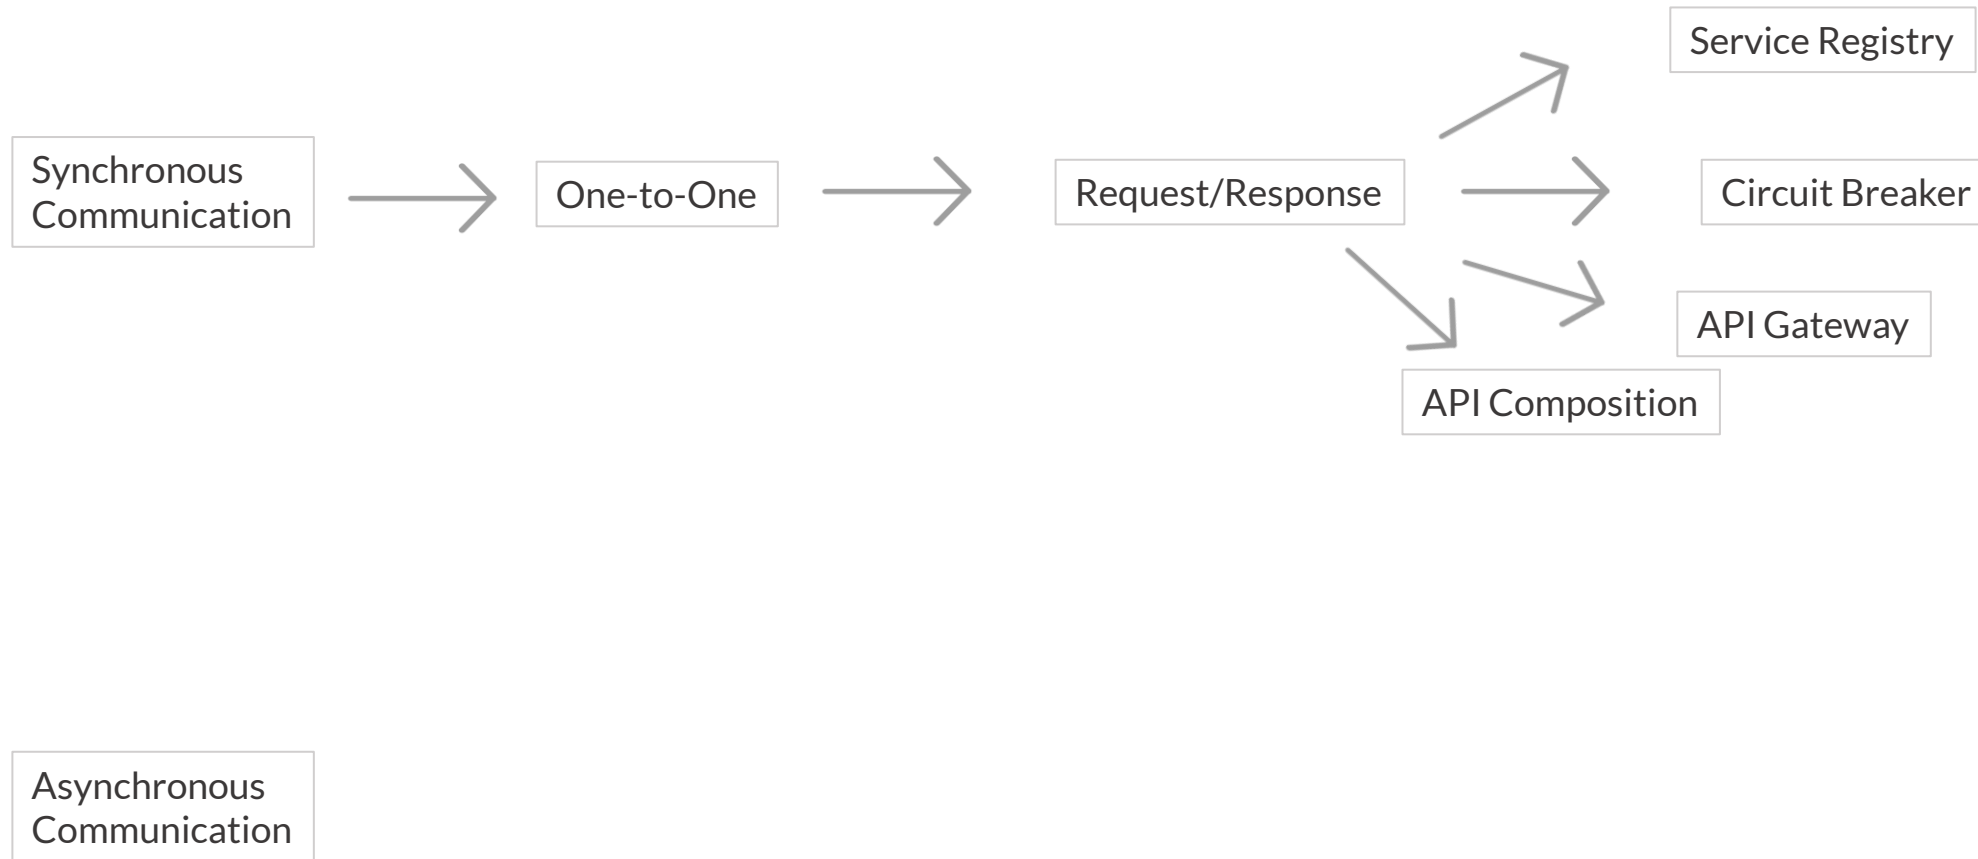 Service Registry
Synchronous
Communication
One-to-One
Request/Response
Circuit Breaker
API Gateway
API Composition
Asynchronous
Communication